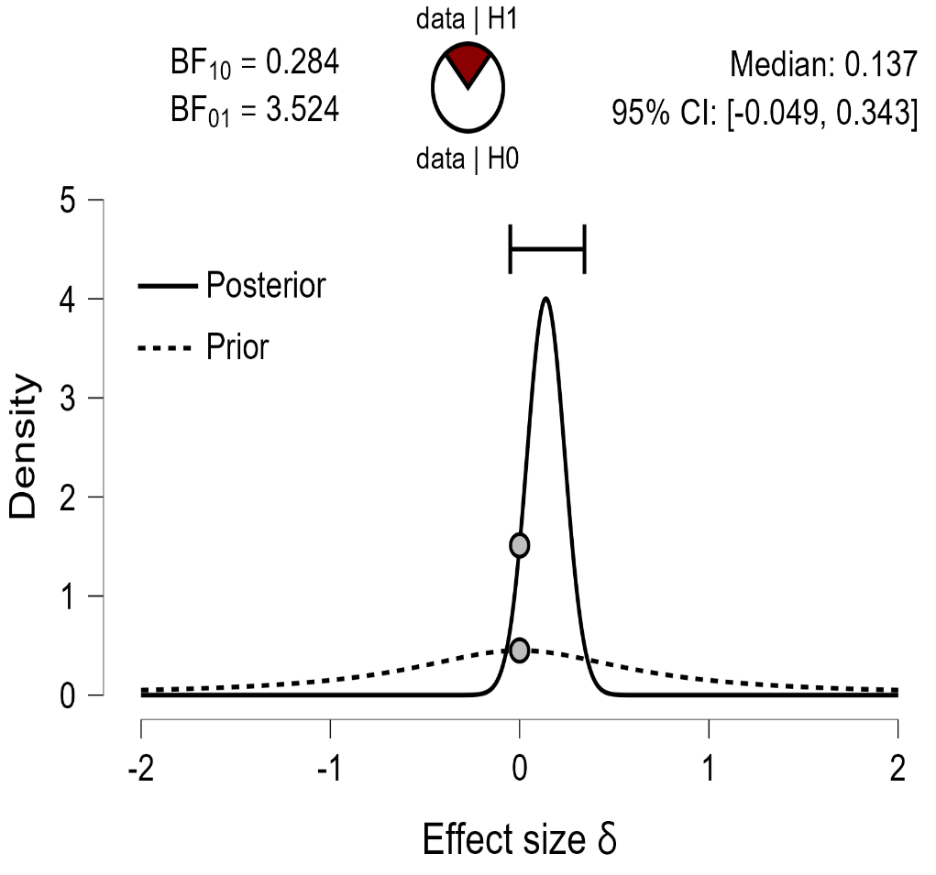 data | H1
BF₁₀ = 0.284
BF₀₁ = 3.524
Median: 0.137
95% CI: [-0.049, 0.343]
data | H0
Posterior
Prior
Density
5
4
3
2
1
0
-2 -1 0 1 2
Effect size δ